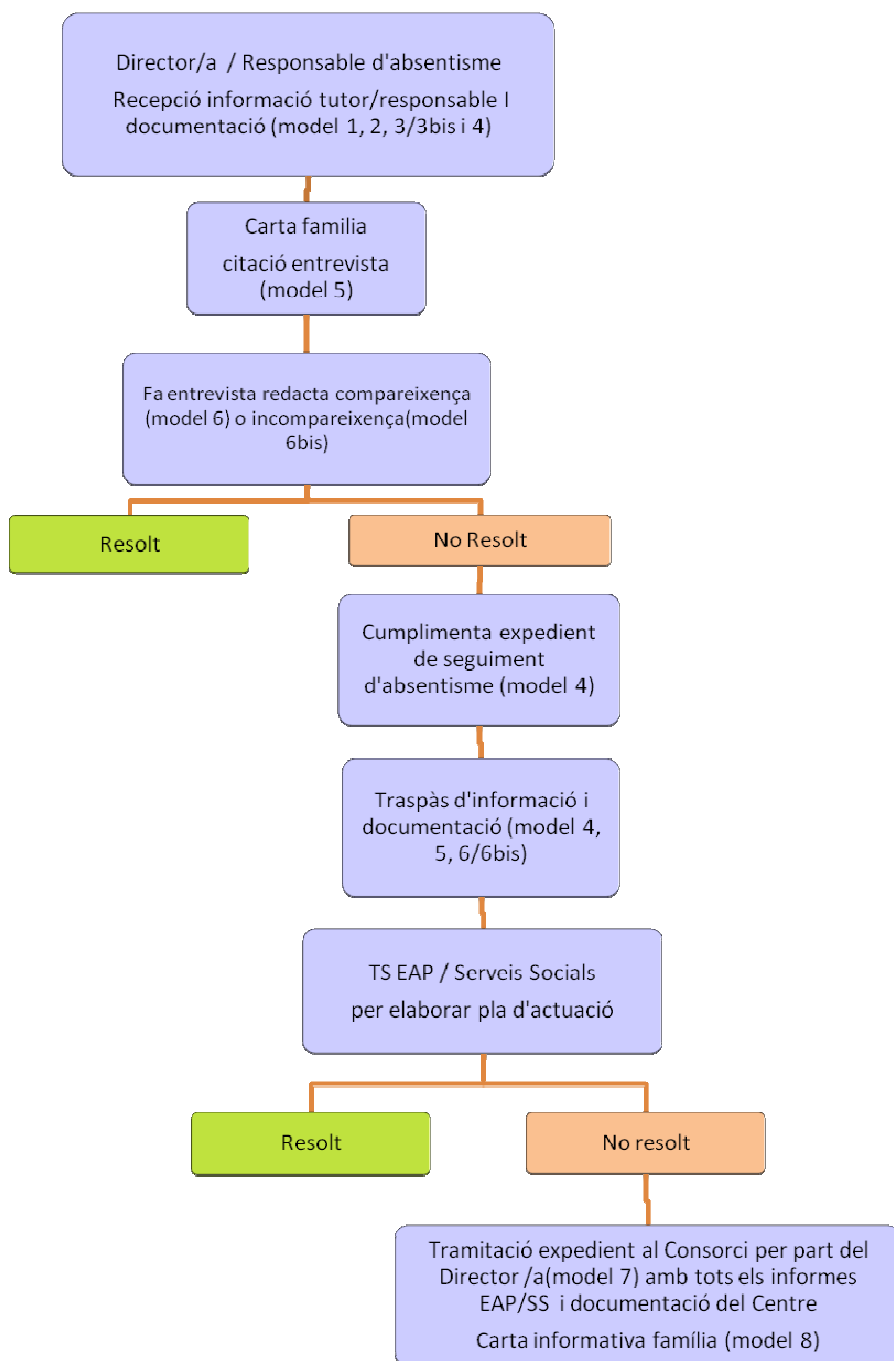 Director/a / Responsable d'absentisme
Recepció informació tutor/responsable I
documentació (model 1, 2, 3/3bis i 4)
Carta familia
citació entrevista
(model 5)
Fa entrevista redacta compareixença
(model 6) o incompareixença(model
6bis)
Resolt
No Resolt
Cumplimenta expedient
de seguiment
d'absentisme (model 4)
Traspàs d'informació i
documentació (model 4,
5, 6/6bis)
TS EAP / Serveis Socials
per elaborar pla d'actuació
Resolt
No resolt
Tramitació expedient al Consorci per part del
Director /a(model 7) amb tots els informes
EAP/SS i documentació del Centre
Carta informativa família (model 8)